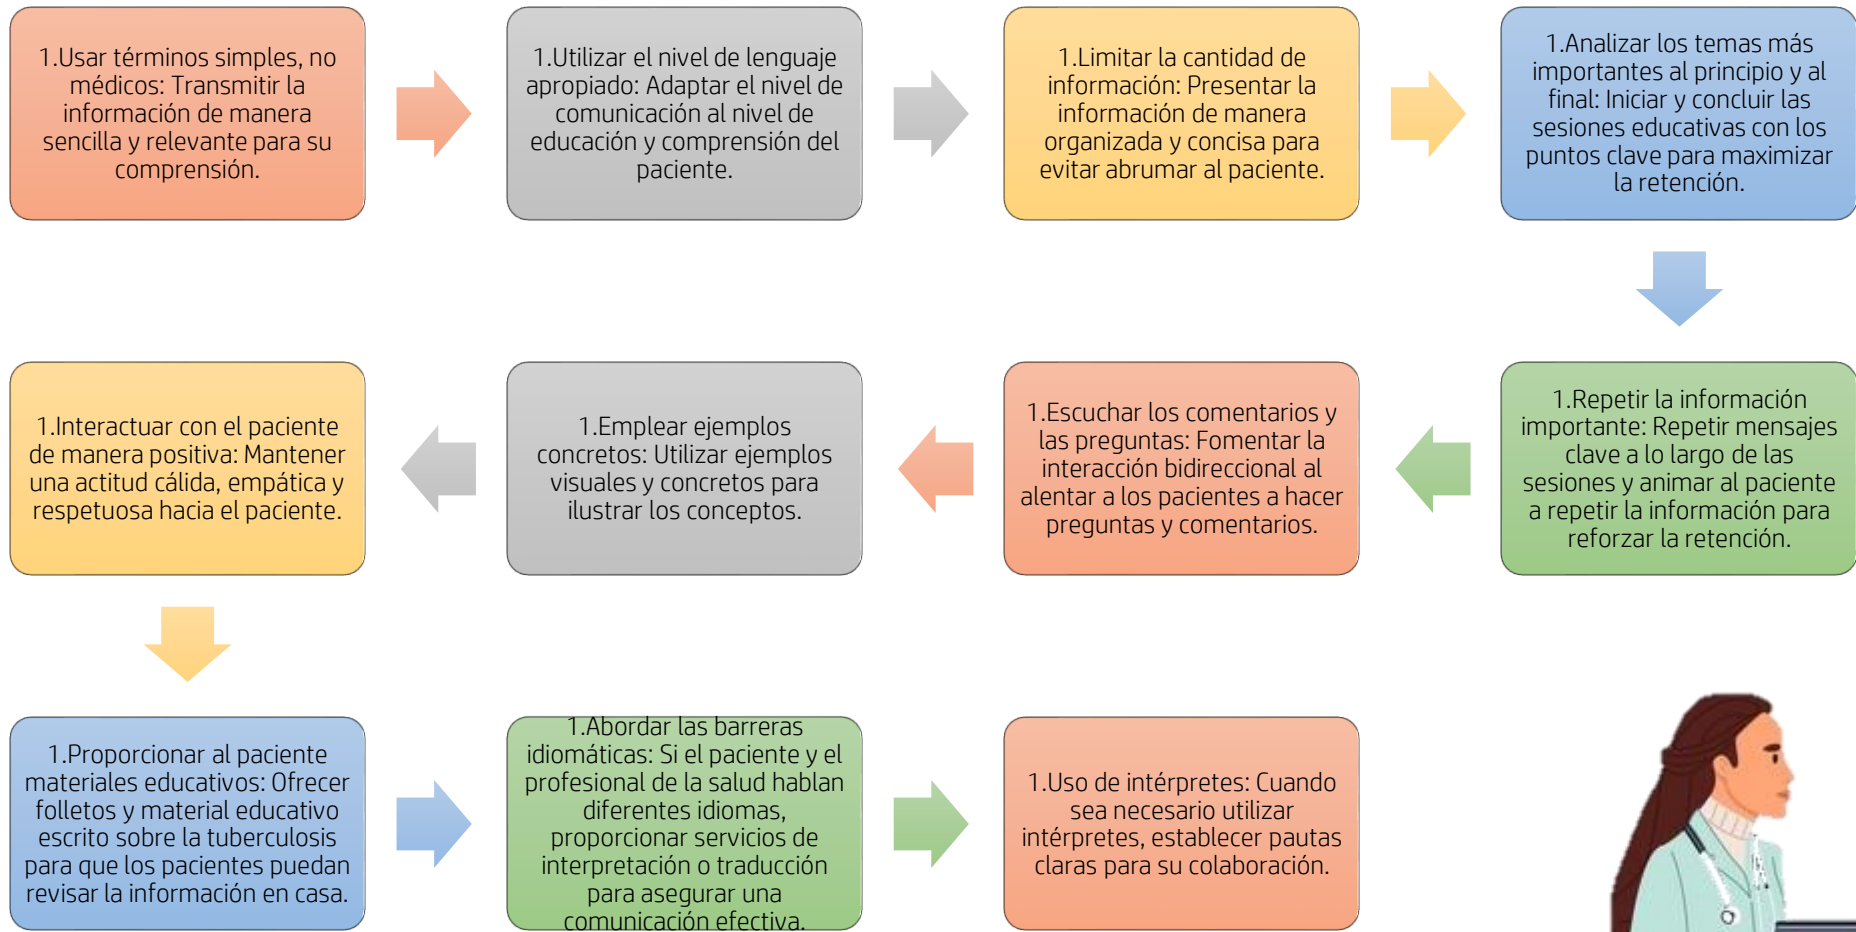 1.Usar términos simples, no
médicos: Transmitir la
información de manera
sencilla y relevante para su
comprensión.
1.Utilizar el nivel de lenguaje
apropiado: Adaptar el nivel de
comunicación al nivel de
educación y comprensión del
paciente.
1.Limitar la cantidad de
información: Presentar la
información de manera
organizada y concisa para
evitar abrumar al paciente.
1.Analizar los temas más
importantes al principio y al
final: Iniciar y concluir las
sesiones educativas con los
puntos clave para maximizar
la retención.
1.Repetir la información
importante: Repetir mensajes
clave a lo largo de las
sesiones y animar al paciente
a repetir la información para
reforzar la retención.
1.Escuchar los comentarios y
las preguntas: Fomentar la
interacción bidireccional al
alentar a los pacientes a hacer
preguntas y comentarios.
1.Emplear ejemplos
concretos: Utilizar ejemplos
visuales y concretos para
ilustrar los conceptos.
1.Interactuar con el paciente
de manera positiva: Mantener
una actitud cálida, empática y
respetuosa hacia el paciente.
1.Proporcionar al paciente
materiales educativos: Ofrecer
folletos y material educativo
escrito sobre la tuberculosis
para que los pacientes puedan
revisar la información en casa.
1.Abordar las barreras
idiomáticas: Si el paciente y el
profesional de la salud hablan
diferentes idiomas,
proporcionar servicios de
interpretación o traducción
para asegurar una
comunicación efectiva.
1.Uso de intérpretes: Cuando
sea necesario utilizar
intérpretes, establecer pautas
claras para su colaboración.